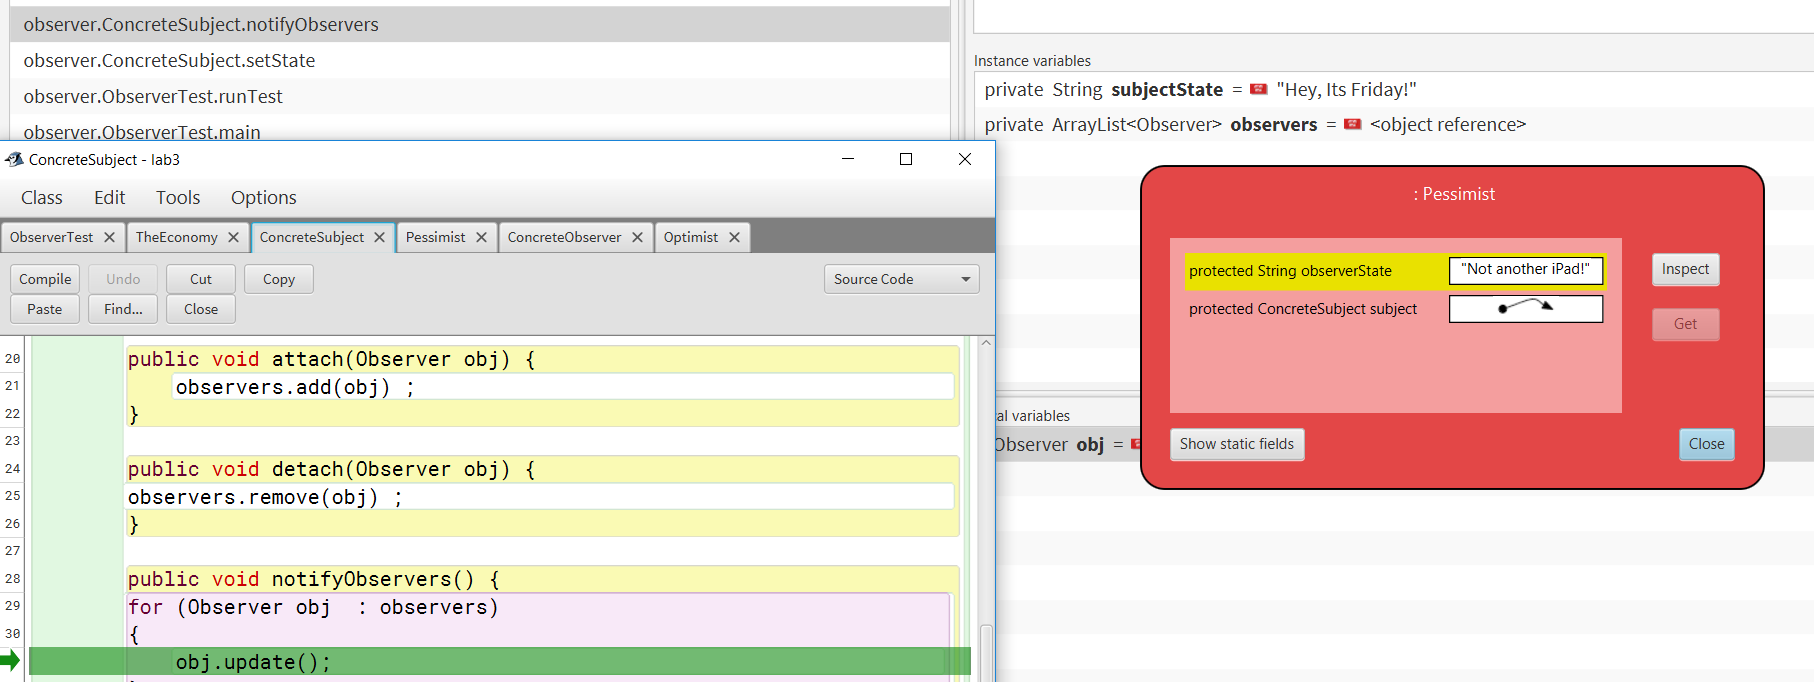 observer.ConcreteSubject.notifyObservers
observer.ConcreteSubject.setState
observer.ObserverTest.runTest
observer.ObserverTest.main
Instance variables
private String subjectState = "Hey, Its Friday!"
private ArrayList<Observer> observers = <object reference>
ConcreteSubject - lab3
Class Edit Tools Options
ObserverTest TheEconomy ConcreteSubject Pessimist ConcreteObserver Optimist
Compile Undo Cut Copy Source Code
Paste Find... Close
20 public void attach(Observer obj) {
21 observers.add(obj) ;
22 }
23
24 public void detach(Observer obj) {
25 observers.remove(obj) ;
26 }
27
28 public void notifyObservers() {
29 for (Observer obj : observers)
30 {
obj.update();
: Pessimist
protected String observerState "Not another iPad!"
protected ConcreteSubject subject
Inspect
Get
Show static fields
Close
al variables
Observer obj =